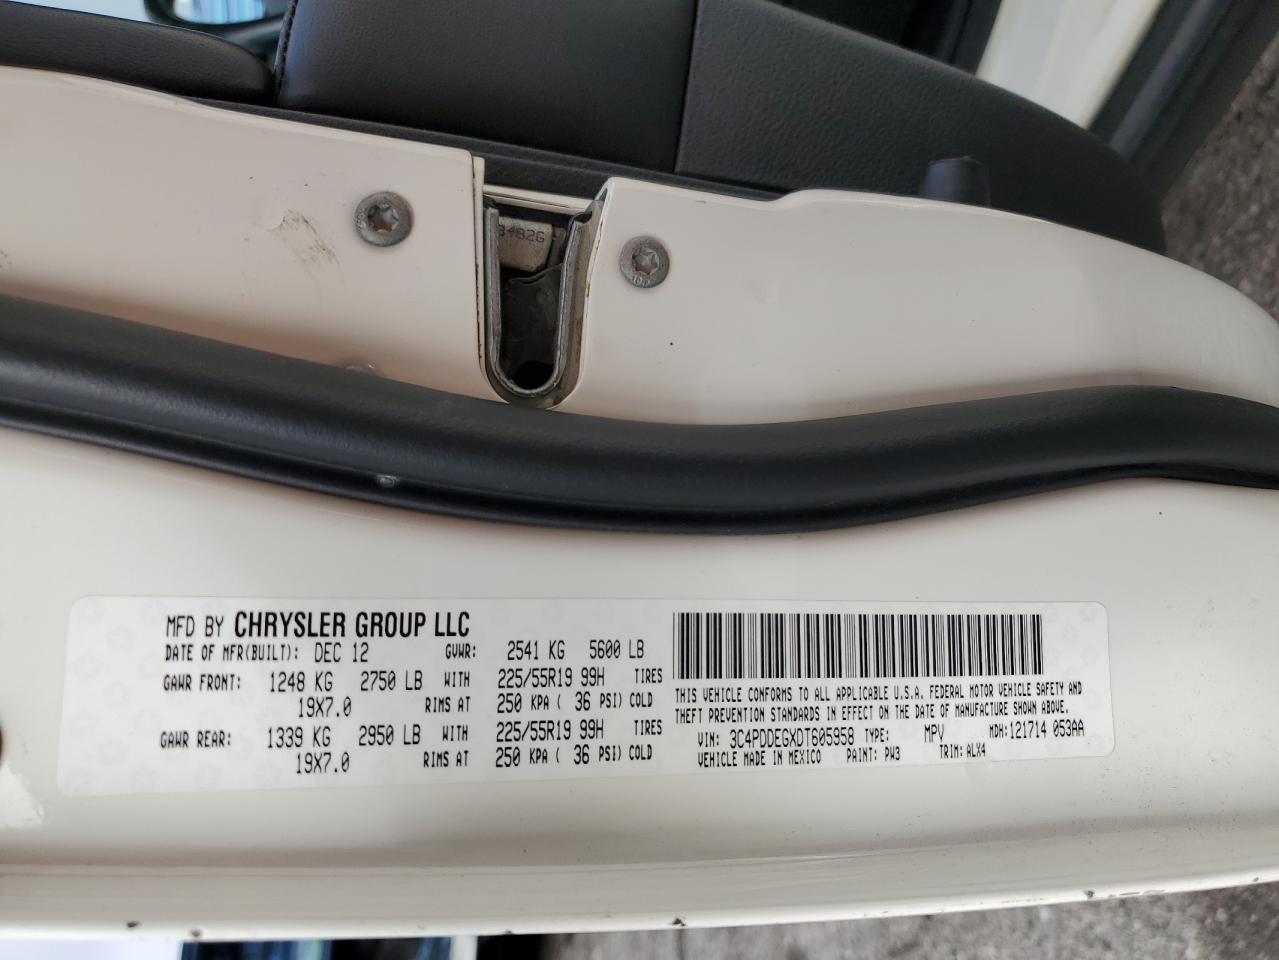 3482G
MFD BY CHRYSLER GROUP LLC
DATE OF MFR(BUILT): DEC 12 GVWR: 2541 KG 5600 LB
GAWR FRONT: 1248 KG 2750 LB WITH 225/55R19 99H TIRES
19X7.0 RIMS AT 250 KPA ( 36 PSI) COLD
GAWR REAR: 1339 KG 2950 LB WITH 225/55R19 99H TIRES
19X7.0 RIMS AT 250 KPA ( 36 PSI) COLD
THIS VEHICLE CONFORMS TO ALL APPLICABLE U.S.A. FEDERAL MOTOR VEHICLE SAFETY AND
THEFT PREVENTION STANDARDS IN EFFECT ON THE DATE OF MANUFACTURE SHOWN ABOVE.
VIN: 3C4PDDEGXDT605958 TYPE: MPV MDH: 121714 053AA
VEHICLE MADE IN MEXICO PAINT: PW3 TRIM: ALX4